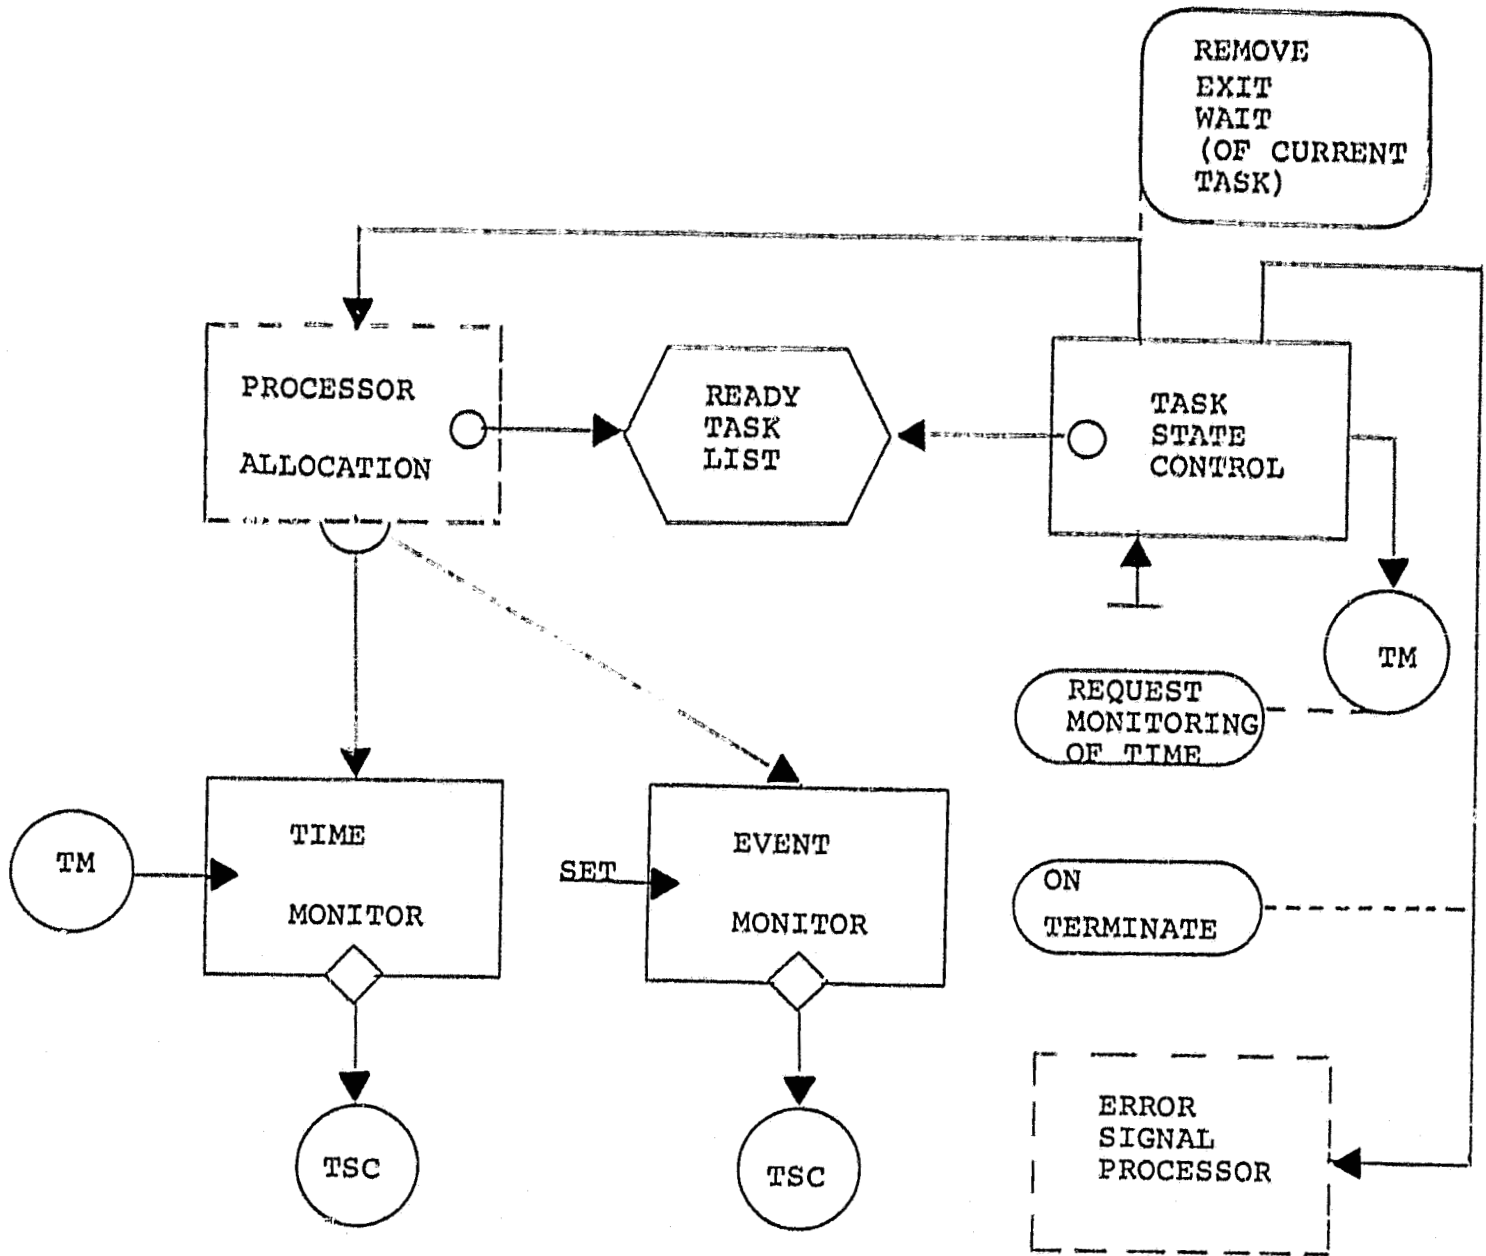 REMOVE
EXIT
WAIT
(OF CURRENT
TASK)
PROCESSOR
ALLOCATION
READY
TASK
LIST
TASK
STATE
CONTROL
TM
REQUEST
MONITORING
OF TIME
TM
TIME
MONITOR
SET
EVENT
MONITOR
ON
TERMINATE
TSC
TSC
ERROR
SIGNAL
PROCESSOR